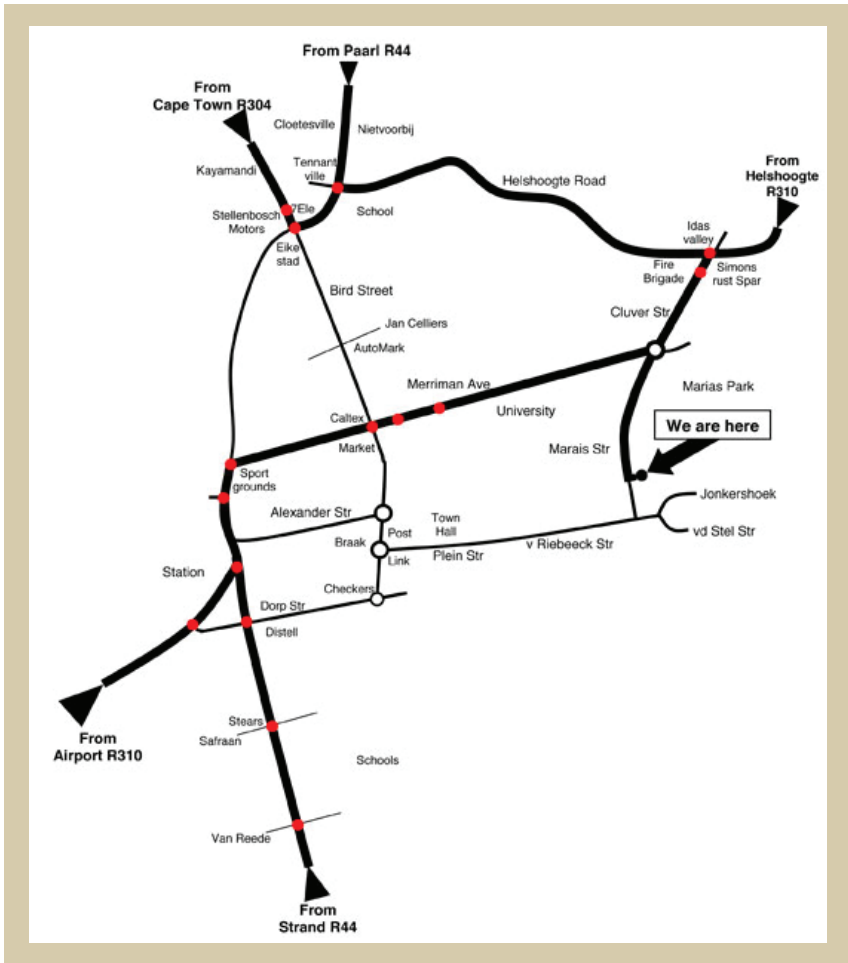 From Paarl R44
From
Cape Town R304
Cloetesville
Nietvoorbij
Kayamandi
Tennant
ville
Helshoogte Road
From
Helshoogte
R310
7Ele
School
Stellenbosch
Motors
Eike
stad
Idas
valley
Fire
Brigade
Simons
rust Spar
Bird Street
Cluver Str
Jan Celliers
AutoMark
Merriman Ave
Marias Park
University
Caltex
Market
We are here
Marais Str
Sport
grounds
Jonkershoek
Alexander Str
Post
Town
Hall
vd Stel Str
Braak
Link
Plein Str
v Riebeeck Str
Station
Checkers
Dorp Str
Distell
Stears
Safraan
From
Airport R310
Schools
Van Reede
From
Strand R44